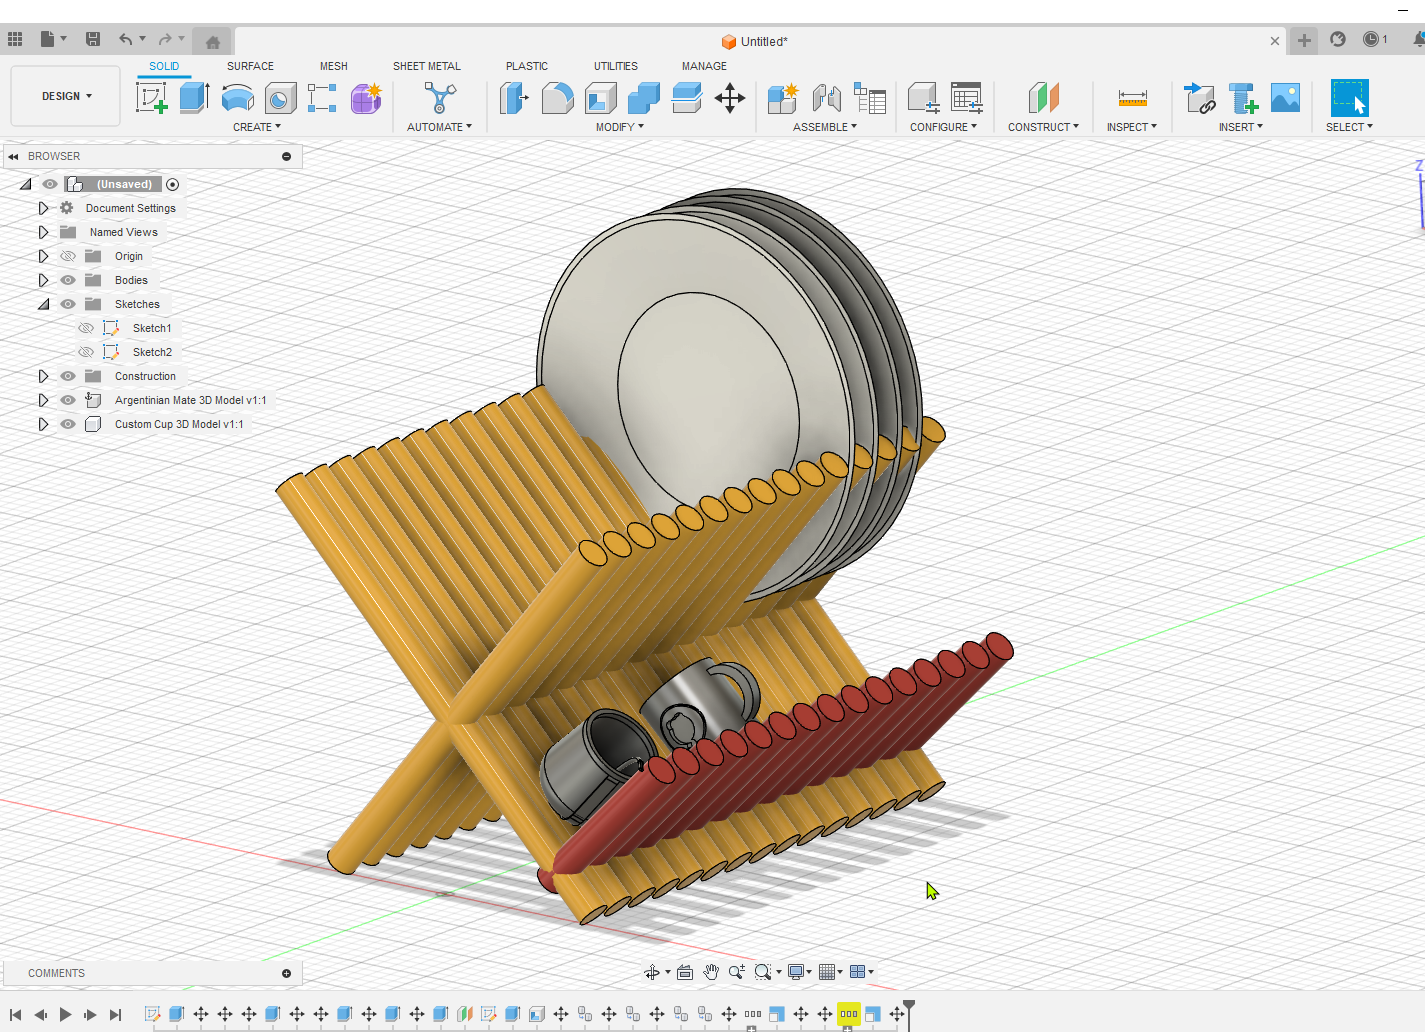 Untitled*
1
DESIGN
SOLID
SURFACE
MESH
SHEET METAL
PLASTIC
UTILITIES
MANAGE
CREATE
AUTOMATE
MODIFY
ASSEMBLE
CONFIGURE
CONSTRUCT
INSPECT
INSERT
SELECT
BROWSER
(Unsaved)
Document Settings
Named Views
Origin
Bodies
Sketches
Sketch1
Sketch2
Construction
Argentinian Mate 3D Model v1:1
Custom Cup 3D Model v1:1
Z
COMMENTS